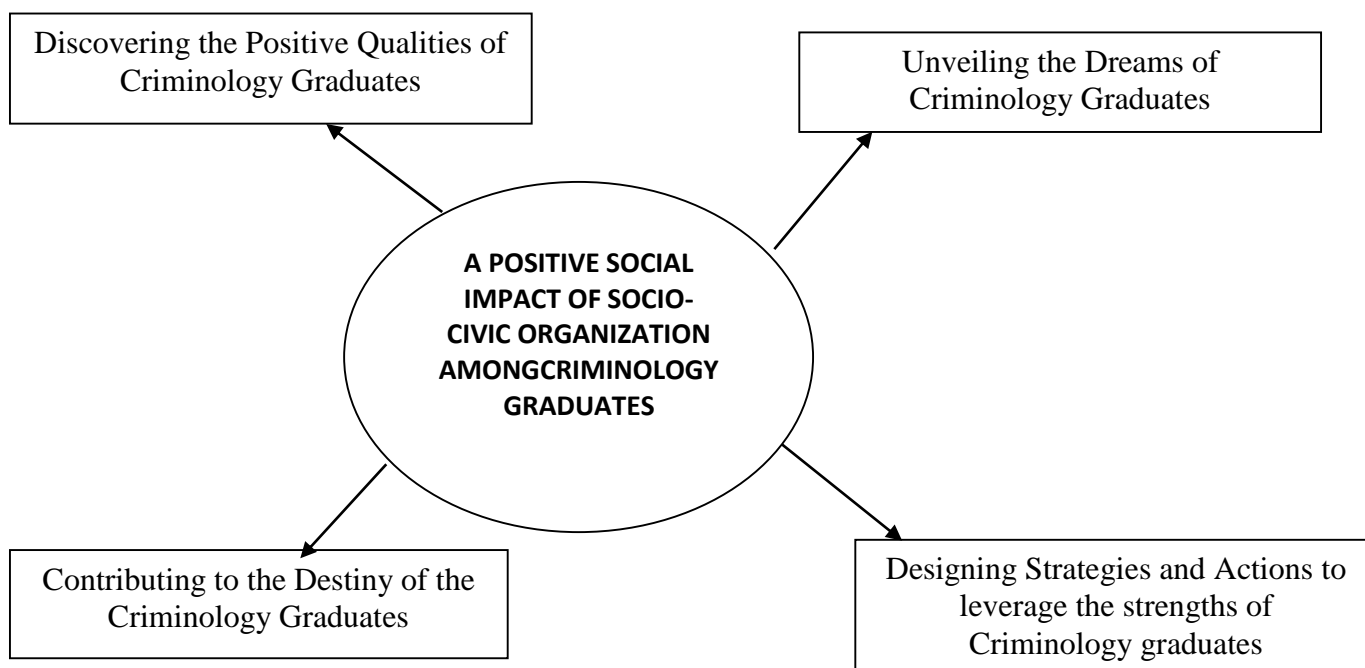 Discovering the Positive Qualities of
Criminology Graduates
Unveiling the Dreams of
Criminology Graduates
A POSITIVE SOCIAL
IMPACT OF SOCIO-
CIVIC ORGANIZATION
AMONGCRIMINOLOGY
GRADUATES
Contributing to the Destiny of the
Criminology Graduates
Designing Strategies and Actions to
leverage the strengths of
Criminology graduates